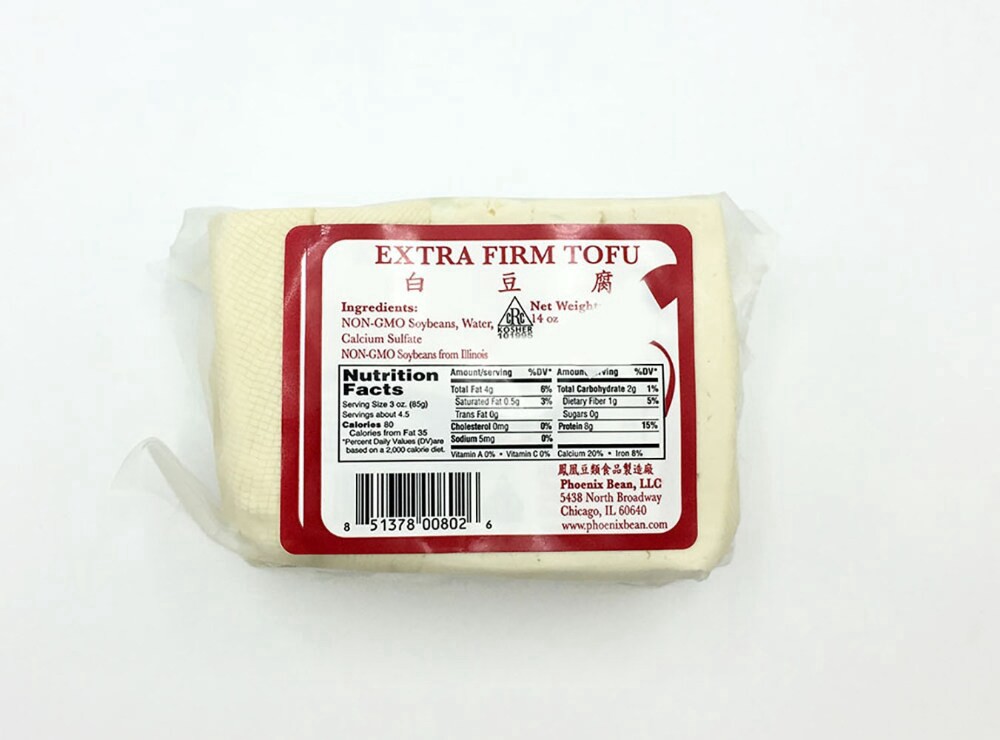 EXTRA FIRM TOFU
白 豆 腐
Ingredients:
NON-GMO Soybeans, Water,
Calcium Sulfate
NON-GMO Soybeans from Illinois
cRc
KOSHER
Net Weight
14 oz
Nutrition
Facts
Serving Size 3 oz. (85g)
Servings about 4.5
Calories 80
Calories from Fat 35
*Percent Daily Values (DV)are
based on a 2,000 calorie diet.
Amount/serving %DV*
Total Fat 4g 6%
Saturated Fat 0.5g 3%
Trans Fat 0g
Cholesterol 0mg 0%
Sodium 5mg 0%
%DV*
Total Carbohydrate 2g 1%
Dietary Fiber 1g 5%
Sugars 0g
Protein 8g 15%
Vitamin A 0% • Vitamin C 0% Calcium 20% • Iron 8%
8 51378 00802 6
鳳凰豆類食品製造廠
Phoenix Bean, LLC
5438 North Broadway
Chicago, IL 60640
www.phoenixbean.com